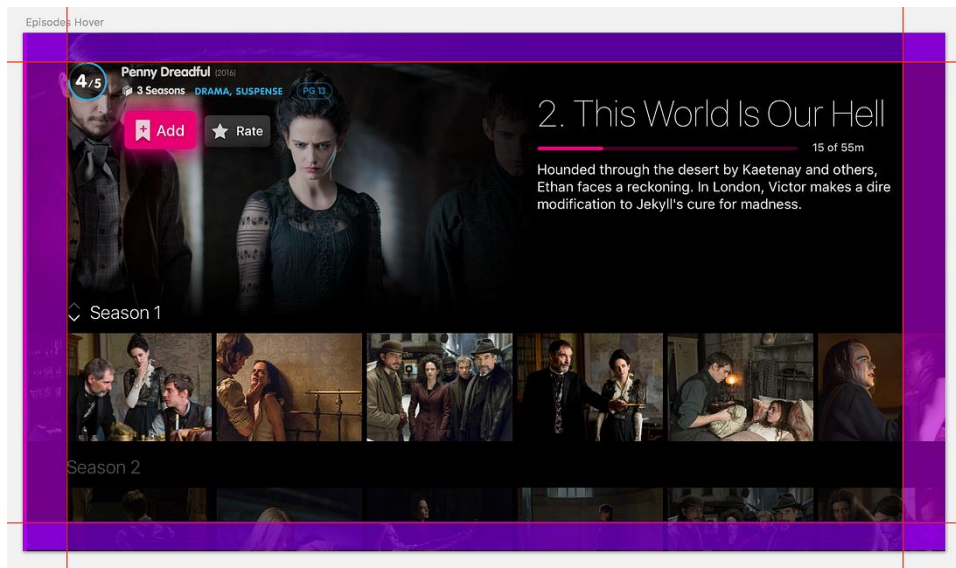 Episodes Hover
4/5
Penny Dreadful (2016)
3 Seasons DRAMA, SUSPENSE PG 13
Add
Rate
2. This World Is Our Hell
15 of 55m
Hounded through the desert by Kaetenay and others,
Ethan faces a reckoning. In London, Victor makes a dire
modification to Jekyll's cure for madness.
Season 1
Season 2